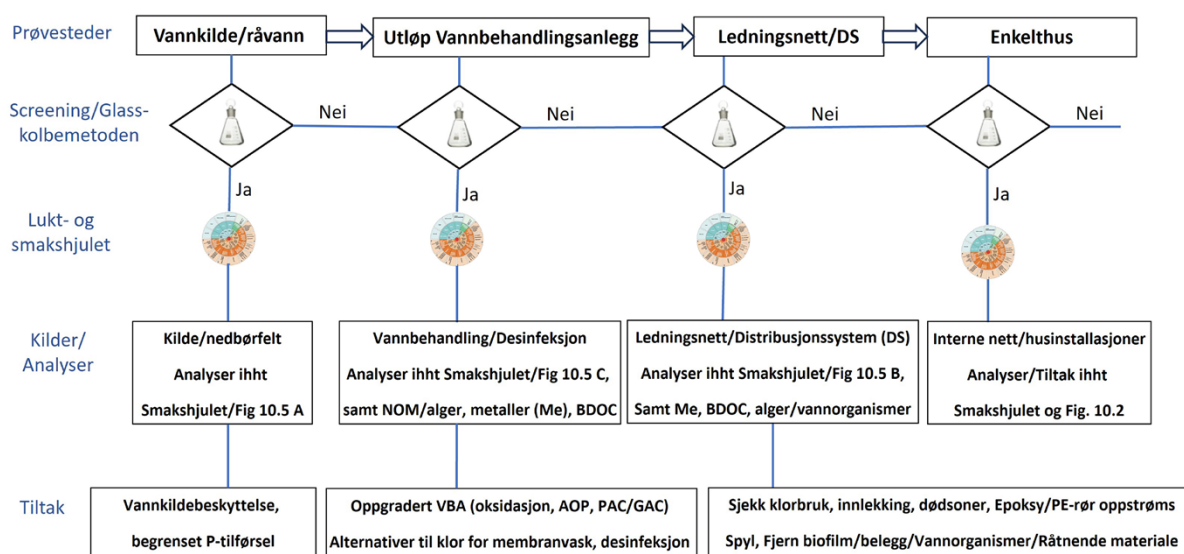 Prøvesteder
Vannkilde/råvann
Utløp Vannbehandlingsanlegg
Ledningsnett/DS
Enkelthus
Screening/Glass-
kolbemetoden
Nei
Nei
Nei
Nei
Ja
Ja
Ja
Ja
Lukt- og
smakshjulet
Kilder/
Analyser
Kilde/nedbørfelt
Analyser ihht
Smakshjulet/Fig 10.5 A
Vannbehandling/Desinfeksjon
Analyser ihht Smakshjulet/Fig 10.5 C,
samt NOM/alger, metaller (Me), BDOC
Ledningsnett/Distribusjonssystem (DS)
Analyser ihht Smakshjulet/Fig 10.5 B,
Samt Me, BDOC, alger/vannorganismer
Interne nett/husinstallasjoner
Analyser/Tiltak ihht
Smakshjulet og Fig. 10.2
Tiltak
Vannkildebeskyttelse,
begrenset P-tilførsel
Oppgradert VBA (oksidasjon, AOP, PAC/GAC)
Alternativer til klor for membranvask, desinfeksjon
Sjekk klorbruk, innlekking, dødsoner, Epoksy/PE-rør oppstrøms
Spyl, Fjern biofilm/belegg/Vannorganismer/Råtnende materiale